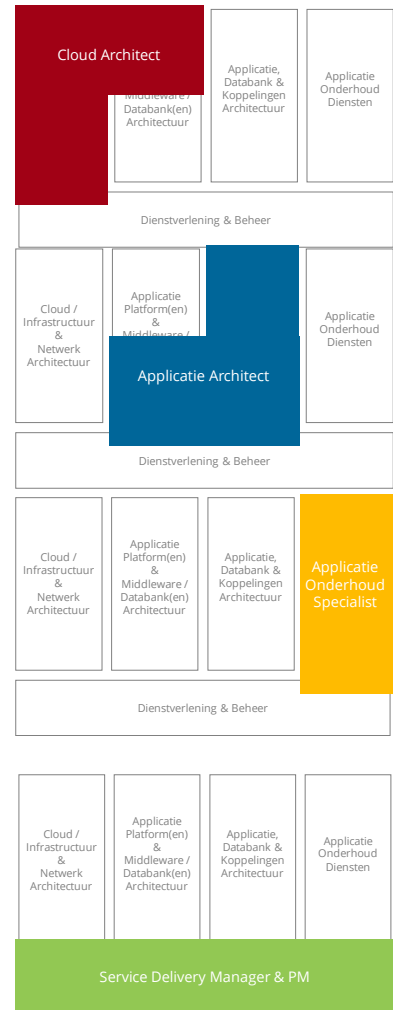 Cloud Architect
Middleware /
Databank(en)
Architectuur
Applicatie,
Databank &
Koppelingen
Architectuur
Applicatie
Onderhoud
Diensten
Dienstverlening & Beheer
Cloud /
Infrastructuur
&
Netwerk
Architectuur
Applicatie
Platform(en)
&
Middleware /
Applicatie
Onderhoud
Diensten
Applicatie Architect
Dienstverlening & Beheer
Cloud /
Infrastructuur
&
Netwerk
Architectuur
Applicatie
Platform(en)
&
Middleware /
Databank(en)
Architectuur
Applicatie,
Databank &
Koppelingen
Architectuur
Applicatie
Onderhoud
Specialist
Dienstverlening & Beheer
Cloud /
Infrastructuur
&
Netwerk
Architectuur
Applicatie
Platform(en)
&
Middleware /
Databank(en)
Architectuur
Applicatie,
Databank &
Koppelingen
Architectuur
Applicatie
Onderhoud
Diensten
Service Delivery Manager & PM